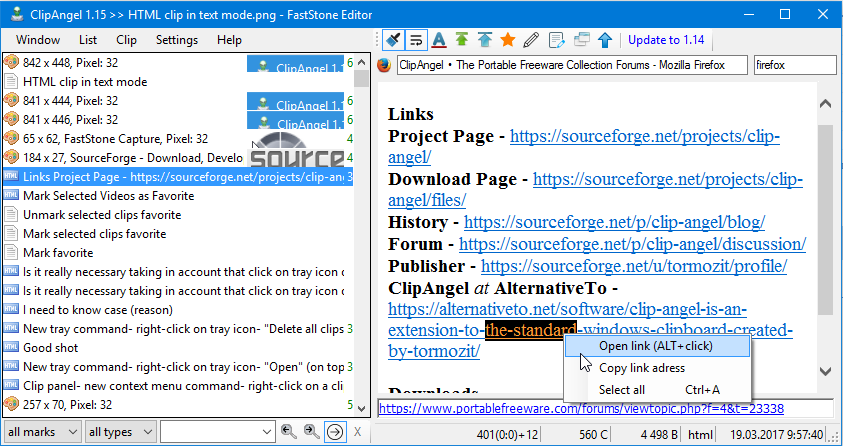 ClipAngel 1.15 >> HTML clip in text mode.png - FastStone Editor
Window List Clip Settings Help
Update to 1.14
ClipAngel • The Portable Freeware Collection Forums - Mozilla Firefox
firefox
842 x 448, Pixel: 32 ClipAngel 1.1 6
HTML clip in text mode
841 x 444, Pixel: 32 ClipAngel 1.1 6
841 x 446, Pixel: 32 ClipAngel 1.1 6
65 x 62, FastStone Capture, Pixel: 32 4
184 x 27, SourceForge - Download, Develo source 4
Links Project Page - https://sourceforge.net/projects/clip-an 3
Mark Selected Videos as Favorite
Unmark selected clips favorite
Mark selected clips favorite
Mark favorite
Is it really necessary taking in account that click on tray icon c
Is it really necessary taking in account that click on tray icon c
I need to know case (reason)
New tray command- right-click on tray icon- "Delete all clips 3
Good shot
New tray command- right-click on tray icon- "Open" (on top 3
Clip panel- new context menu command- right-click on a cli
257 x 70, Pixel: 32 6
Links
Project Page - https://sourceforge.net/projects/clip-
angel/
Download Page - https://sourceforge.net/projects/clip-
angel/files/
History - https://sourceforge.net/p/clip-angel/blog/
Forum - https://sourceforge.net/p/clip-angel/discussion/
Publisher - https://sourceforge.net/u/tormozit/profile/
ClipAngel at AlternativeTo -
https://alternativeto.net/software/clip-angel-is-an-
extension-to-the-standard-windows-clipboard-created-
by-tormozit/
Downloads
Open link (ALT+click)
Copy link adress
Select all Ctrl+A
https://www.portablefreeware.com/forums/viewtopic.php?f=4&t=23338
all marks all types X 401(0:0)+12 560 C 4 498 B html 19.03.2017 9:57:40